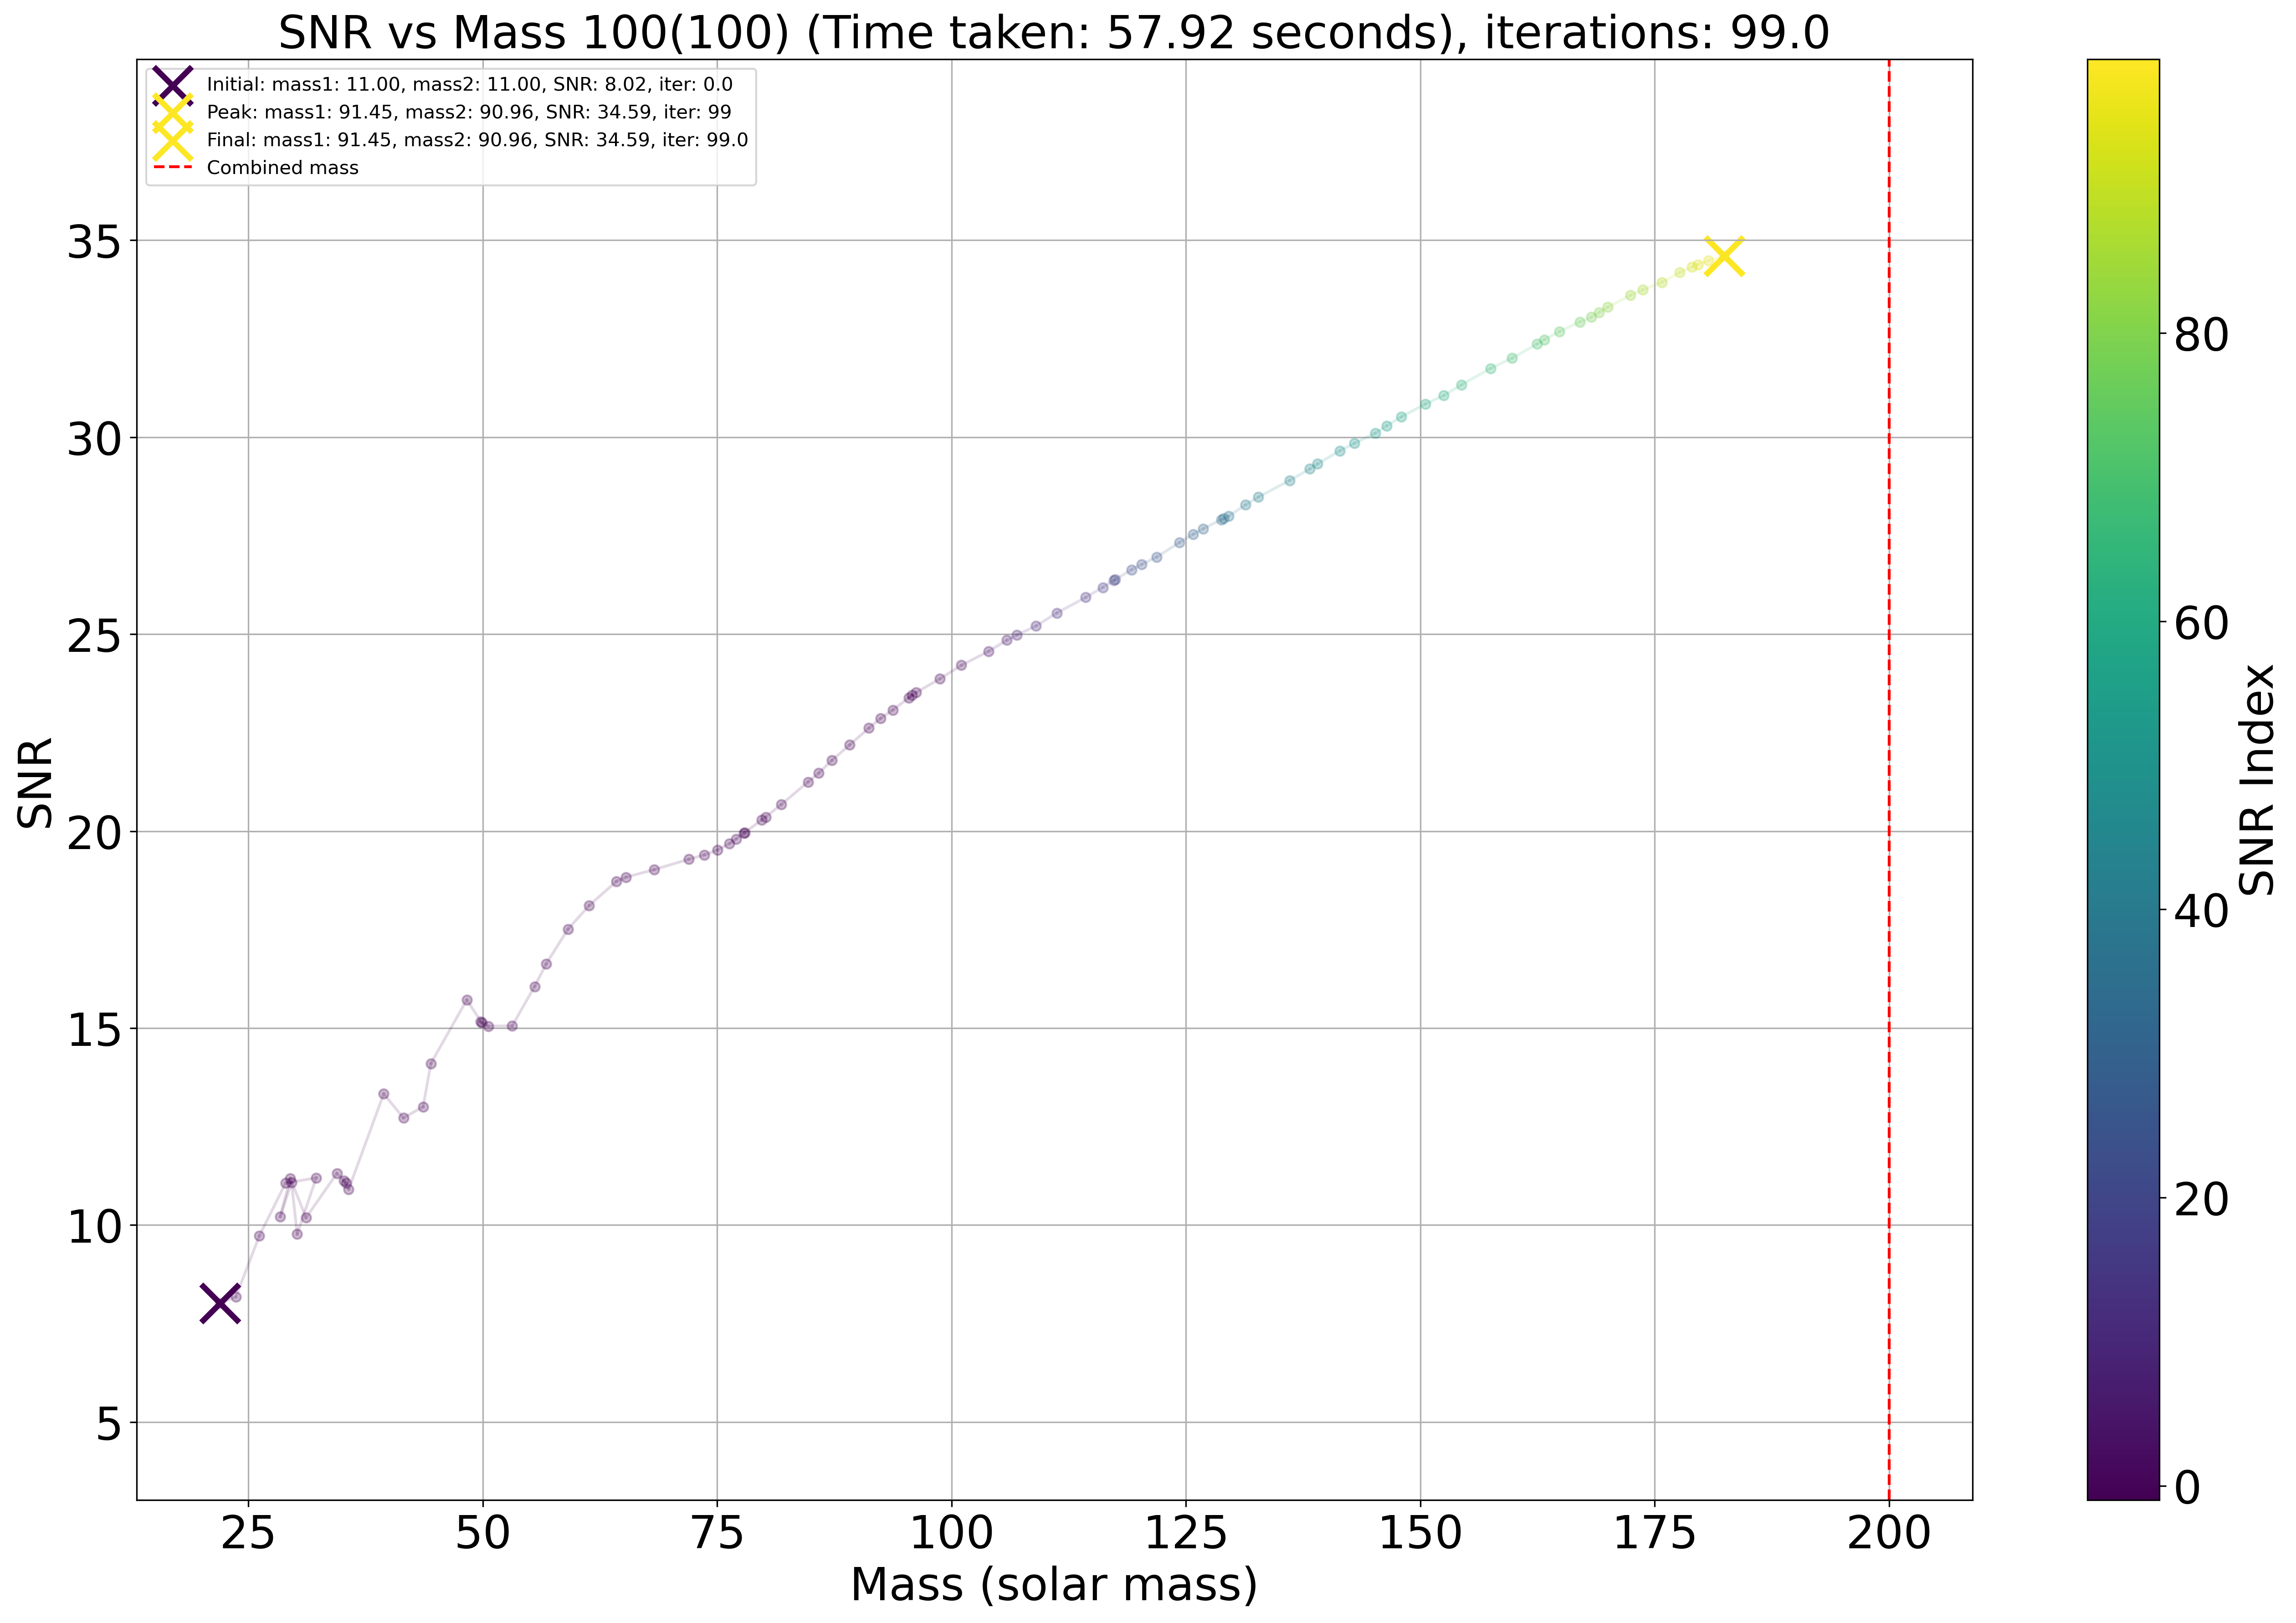 SNR vs Mass 100(100) (Time taken: 57.92 seconds), iterations: 99.0
Initial: mass1: 11.00, mass2: 11.00, SNR: 8.02, iter: 0.0
Peak: mass1: 91.45, mass2: 90.96, SNR: 34.59, iter: 99
Final: mass1: 91.45, mass2: 90.96, SNR: 34.59, iter: 99.0
Combined mass
SNR
35
30
25
20
15
10
5
25 50 75 100 125 150 175 200
Mass (solar mass)
80
60
40
20
0
SNR Index